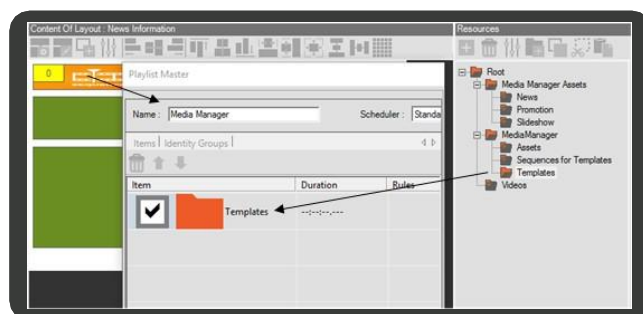 Content Of Layout : News Information
0
Playlist Master
Name : Media Manager
Scheduler : Standa
Items Identity Groups
Item Duration Rules
Templates --:--:--,---
Resources
Root
Media Manager Assets
News
Promotion
Slideshow
MediaManager
Assets
Sequences for Templates
Templates
Videos